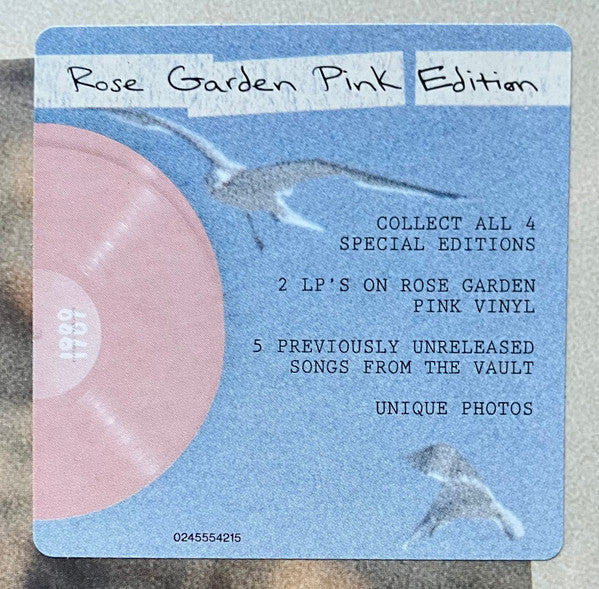 Rose Garden Pink Edition
COLLECT ALL 4
SPECIAL EDITIONS
2 LP'S ON ROSE GARDEN
PINK VINYL
5 PREVIOUSLY UNRELEASED
SONGS FROM THE VAULT
UNIQUE PHOTOS
0245554215